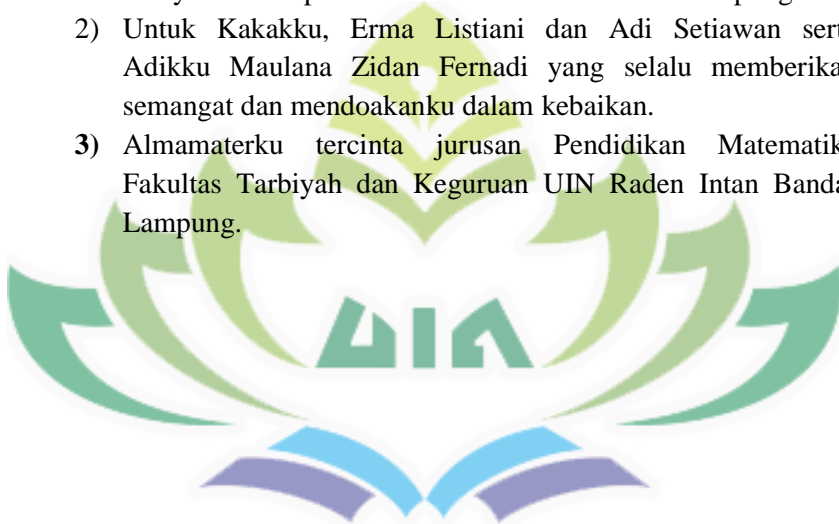 2) Untuk Kakakku, Erma Listiani dan Adi Setiawan sert
Adikku Maulana Zidan Fernadi yang selalu memberika
semangat dan mendoakanku dalam kebaikan.
3) Almamaterku tercinta jurusan Pendidikan Matematik
Fakultas Tarbiyah dan Keguruan UIN Raden Intan Banda
Lampung.
UIN